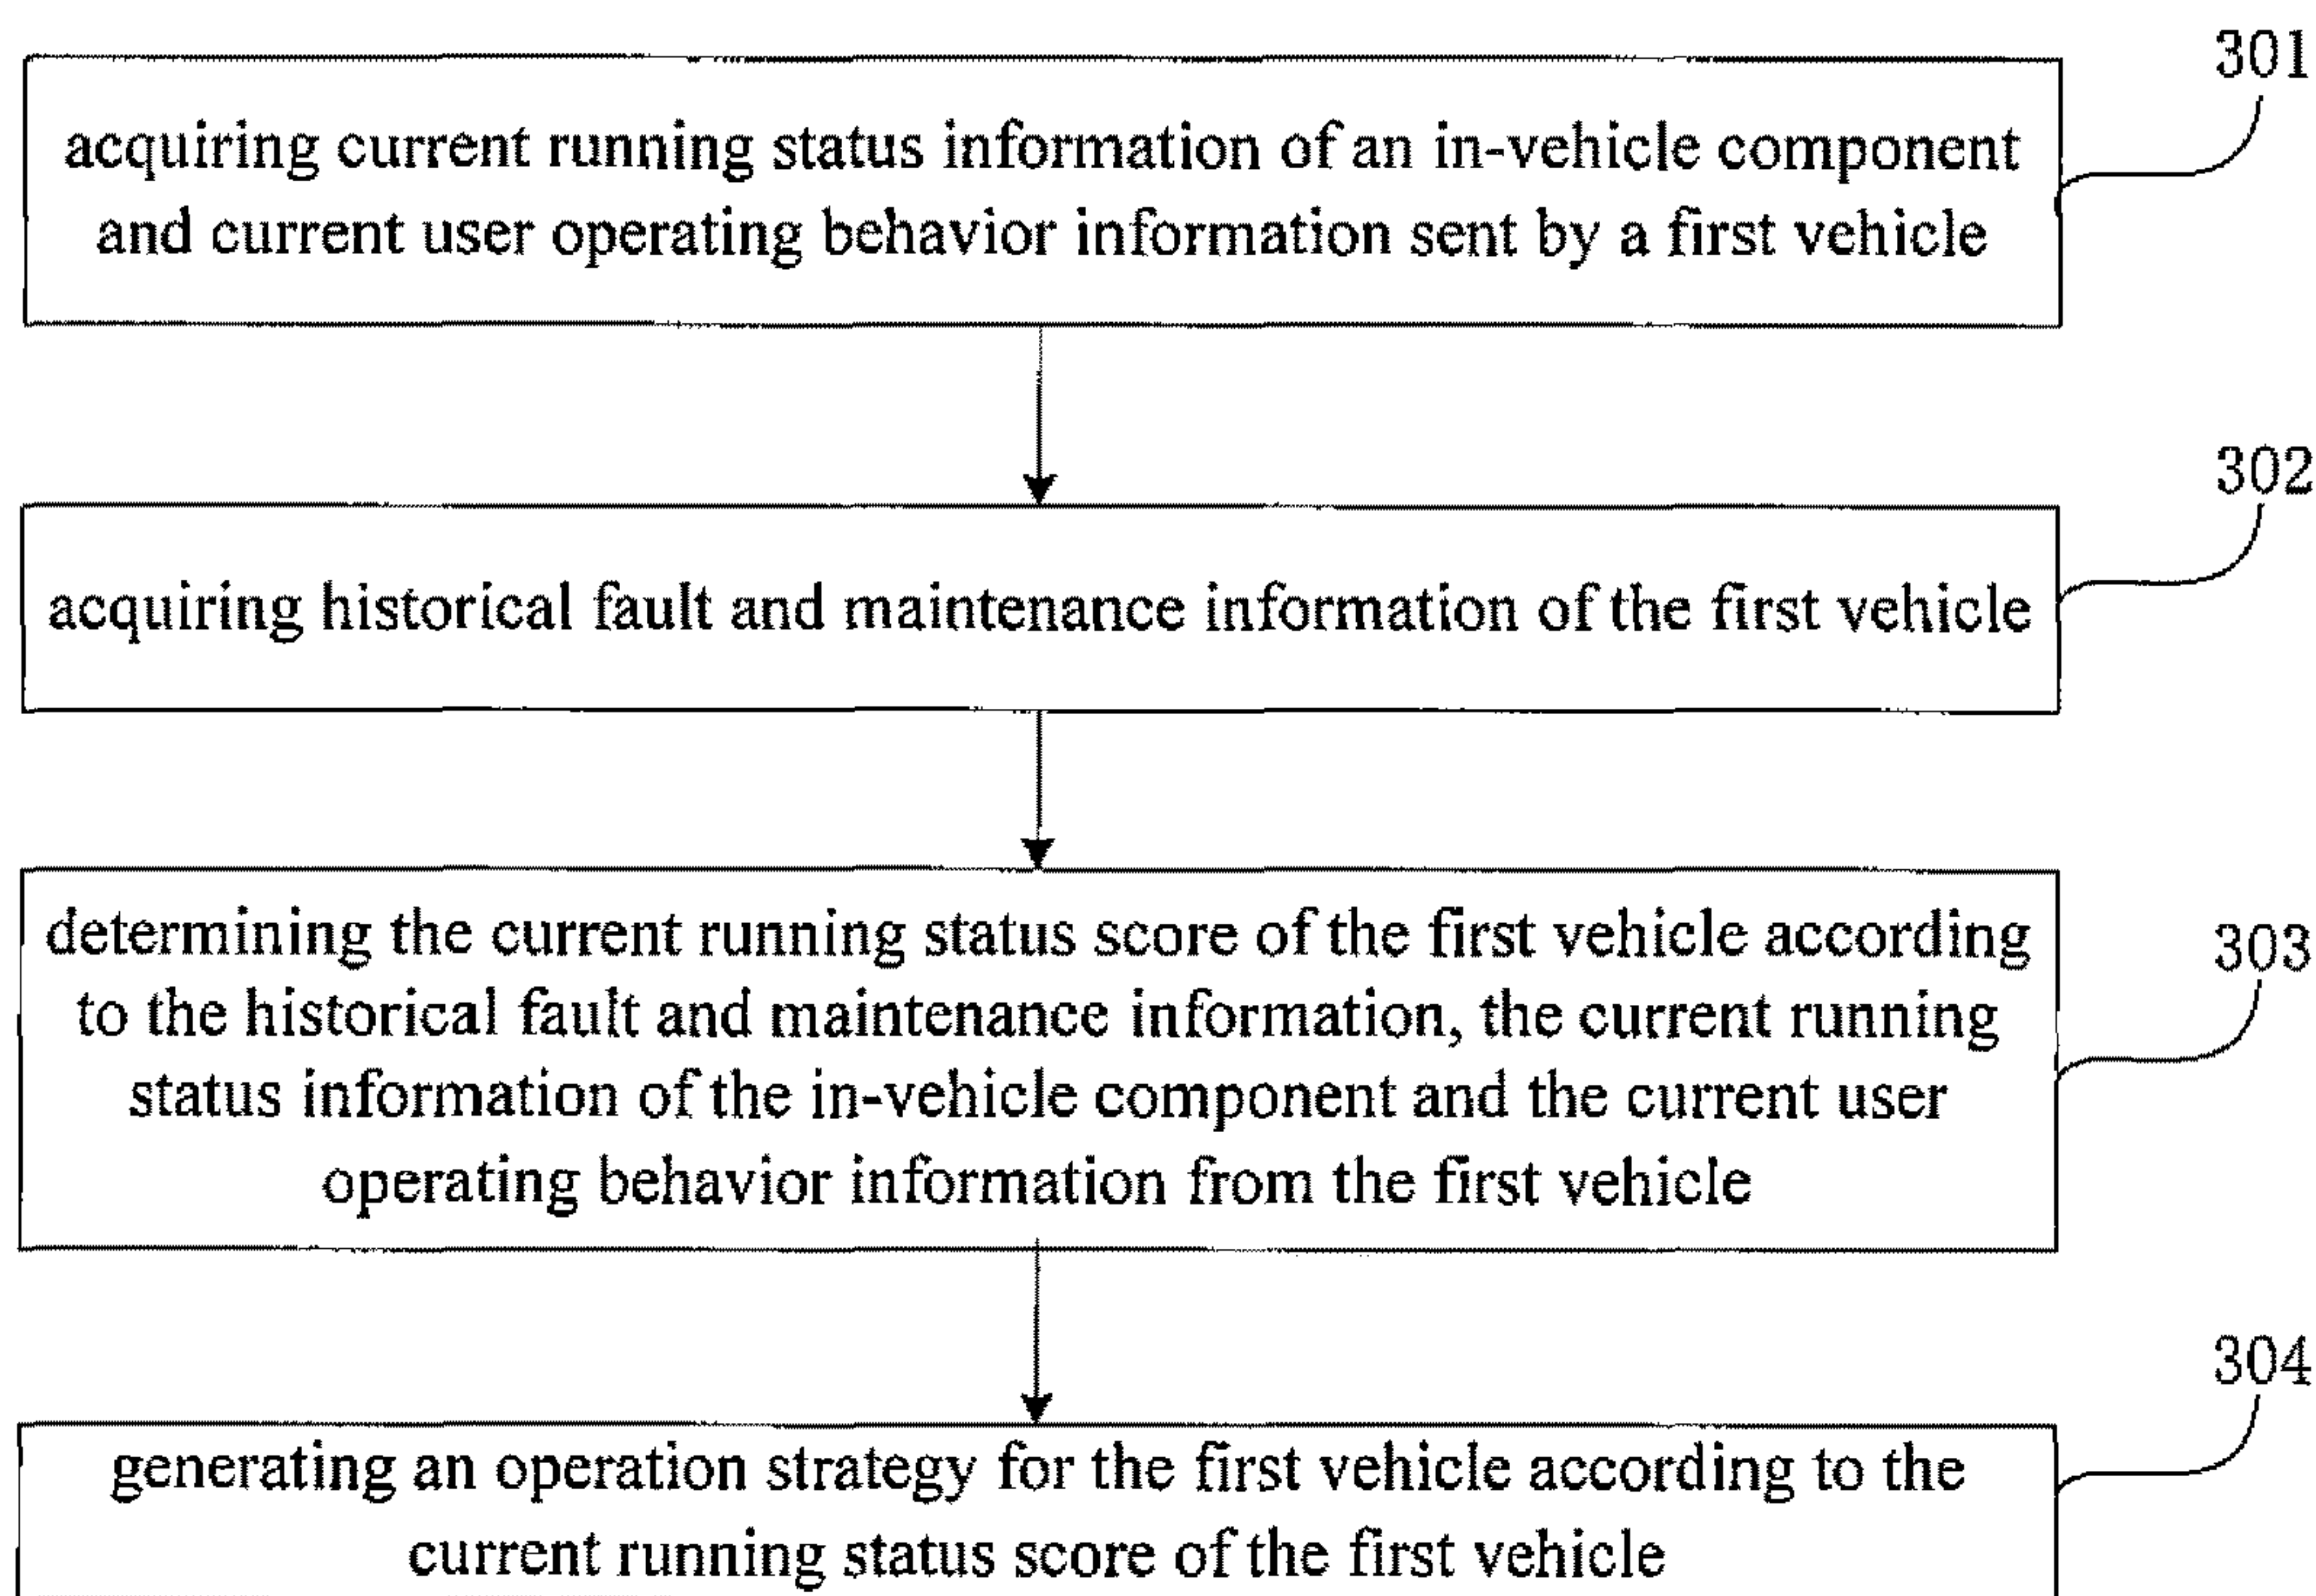 301
acquiring current running status information of an in-vehicle component
and current user operating behavior information sent by a first vehicle
302
acquiring historical fault and maintenance information of the first vehicle
determining the current running status score of the first vehicle according
303
to the historical fault and maintenance information, the current running
status information of the in-vehicle component and the current user
operating behavior information from the first vehicle
304
generating an operation strategy for the first vehicle according to the
current running status score of the first vehicle